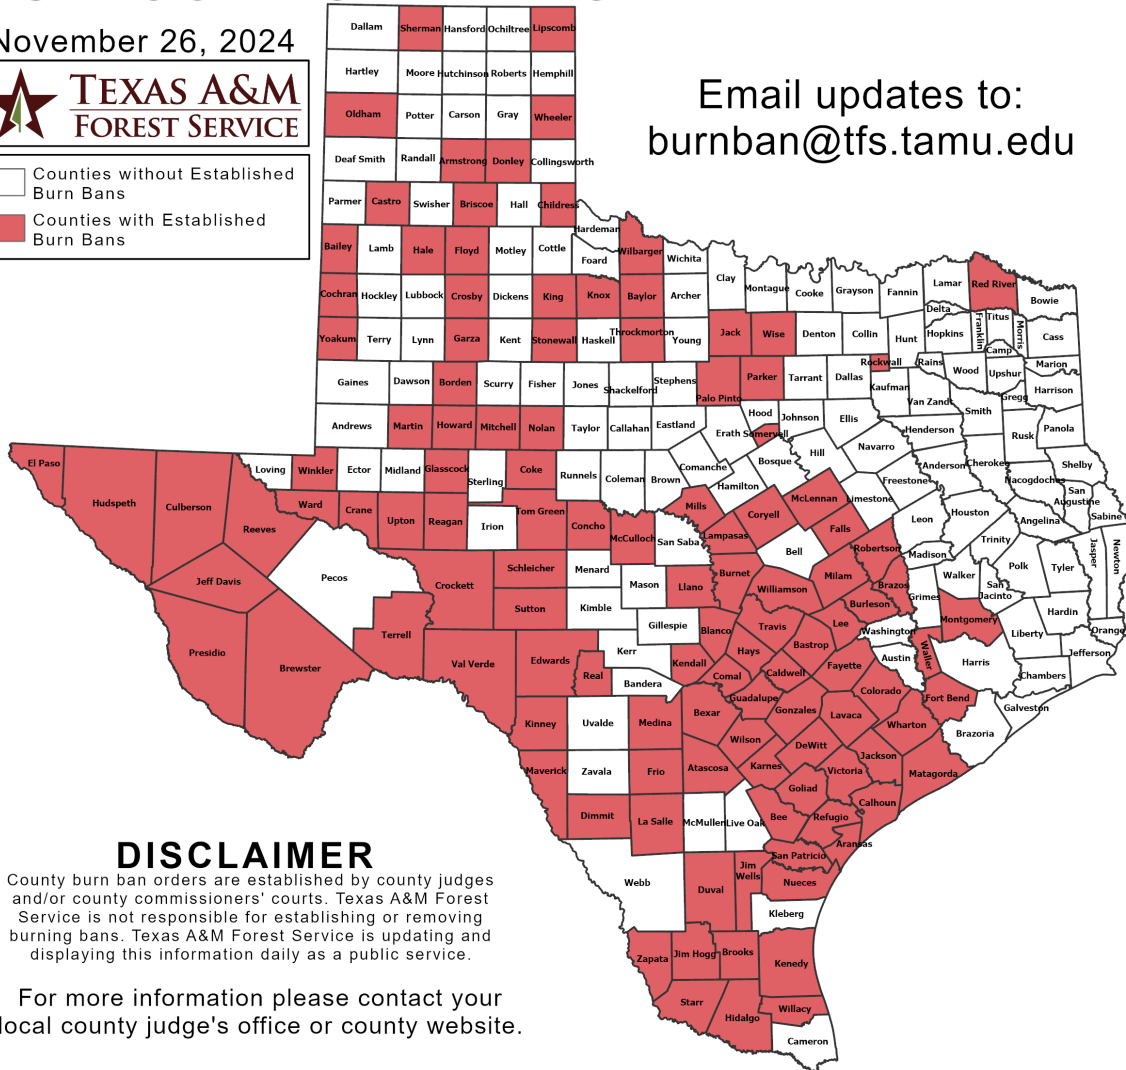 November 26, 2024
TEXAS A&M
FOREST SERVICE
Counties without Established
Burn Bans
Counties with Established
Burn Bans
Email updates to:
burnban@tfs.tamu.edu
Dallam
Sherman
Hansford
Ochiltree
Lipscomb
Hartley
Moore
Hutchinson
Roberts
Hemphill
Oldham
Potter
Carson
Gray
Wheeler
Deaf Smith
Randall
Armstrong
Donley
Collingsworth
Parmer
Castro
Swisher
Briscoe
Hall
Childress
Hardeman
Bailey
Lamb
Hale
Floyd
Motley
Cottle
Foard
Wilbarger
Wichita
Clay
Montague
Cooke
Grayson
Fannin
Lamar
Red River
Bowie
Cochran
Hockley
Lubbock
Crosby
Dickens
King
Knox
Baylor
Archer
Delta
Titus
Franklin
Morris
Cass
Yoakum
Terry
Lynn
Garza
Kent
Stonewall
Haskell
Throckmorton
Young
Jack
Wise
Denton
Collin
Hunt
Hopkins
Camp
Marion
Rockwall
Rains
Wood
Upshur
Gaines
Dawson
Borden
Scurry
Fisher
Jones
Shackelford
Stephens
Palo Pinto
Parker
Tarrant
Dallas
Kaufman
Van Zandt
Gregg
Harrison
Smith
Andrews
Martin
Howard
Mitchell
Nolan
Taylor
Callahan
Eastland
Erath
Hood
Somervell
Johnson
Ellis
Henderson
Rusk
Panola
El Paso
Hudspeth
Culberson
Reeves
Loving
Winkler
Ector
Midland
Glasscock
Sterling
Coke
Runnels
Coleman
Brown
Comanche
Hamilton
Bosque
Hill
Navarro
Freestone
Anderson
Cherokee
Nacogdoches
Shelby
San
Augustine
Sabine
Ward
Crane
Upton
Reagan
Irion
Tom Green
Concho
McCulloch
San Saba
Mills
Lampasas
Coryell
McLennan
Limestone
Falls
Leon
Houston
Angelina
Trinity
Jasper
Newton
Jeff Davis
Pecos
Crockett
Schleicher
Menard
Mason
Llano
Burnet
Bell
Williamson
Milam
Robertson
Brazos
Madison
Walker
San
Jacinto
Polk
Tyler
Presidio
Brewster
Terrell
Val Verde
Sutton
Kimble
Gillespie
Blanco
Travis
Lee
Burleson
Grimes
Washington
Montgomery
Liberty
Hardin
Orange
Jefferson
Edwards
Real
Kerr
Bandera
Kendall
Hays
Comal
Caldwell
Bastrop
Fayette
Austin
Waller
Harris
Chambers
Galveston
Kinney
Uvalde
Medina
Bexar
Guadalupe
Gonzales
Lavaca
Colorado
Wharton
Fort Bend
Brazoria
Maverick
Zavala
Frio
Atascosa
Wilson
Karnes
DeWitt
Victoria
Jackson
Matagorda
Dimmit
La Salle
McMullen
Live Oak
Bee
Goliad
Refugio
Calhoun
Aransas
Webb
Duval
Jim
Wells
San Patricio
Nueces
Kleberg
Zapata
Jim Hogg
Brooks
Kenedy
Starr
Hidalgo
Willacy
Cameron
DISCLAIMER
County burn ban orders are established by county judges
and/or county commissioners' courts. Texas A&M Forest
Service is not responsible for establishing or removing
burning bans. Texas A&M Forest Service is updating and
displaying this information daily as a public service.
For more information please contact your
local county judge's office or county website.